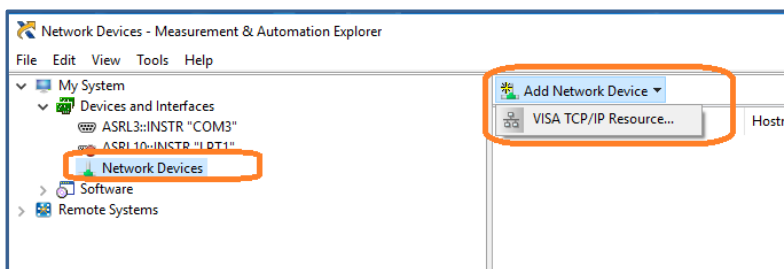 Network Devices - Measurement & Automation Explorer
File Edit View Tools Help
My System
Devices and Interfaces
ASRL3::INSTR "COM3"
ASRL10::INSTR "LPT1"
Network Devices
Software
Remote Systems
Add Network Device
VISA TCP/IP Resource...